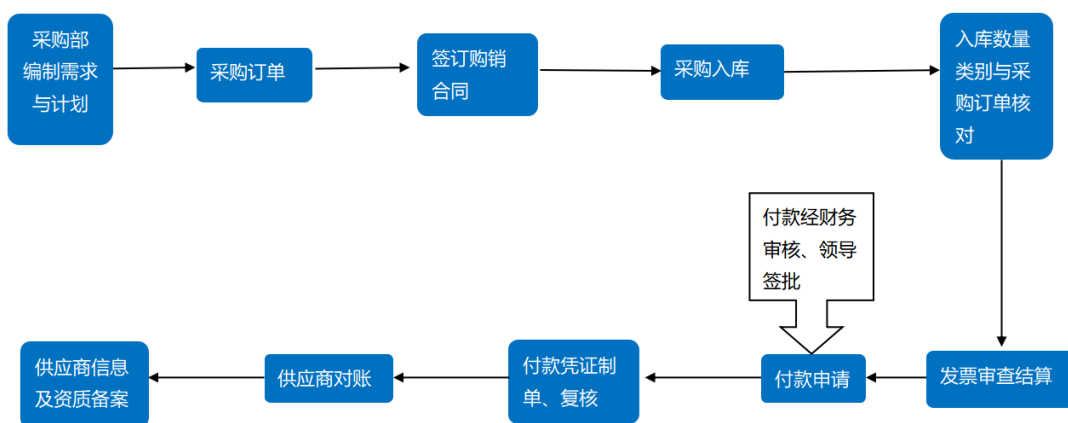 采购部
编制需求
与计划
采购订单
签订购销
合同
采购入库
入库数量
类别与采
购订单核
对
付款经财务
审核、领导
签批
供应商信息
及资质备案
供应商对账
付款凭证制
单、复核
付款申请
发票审查结算